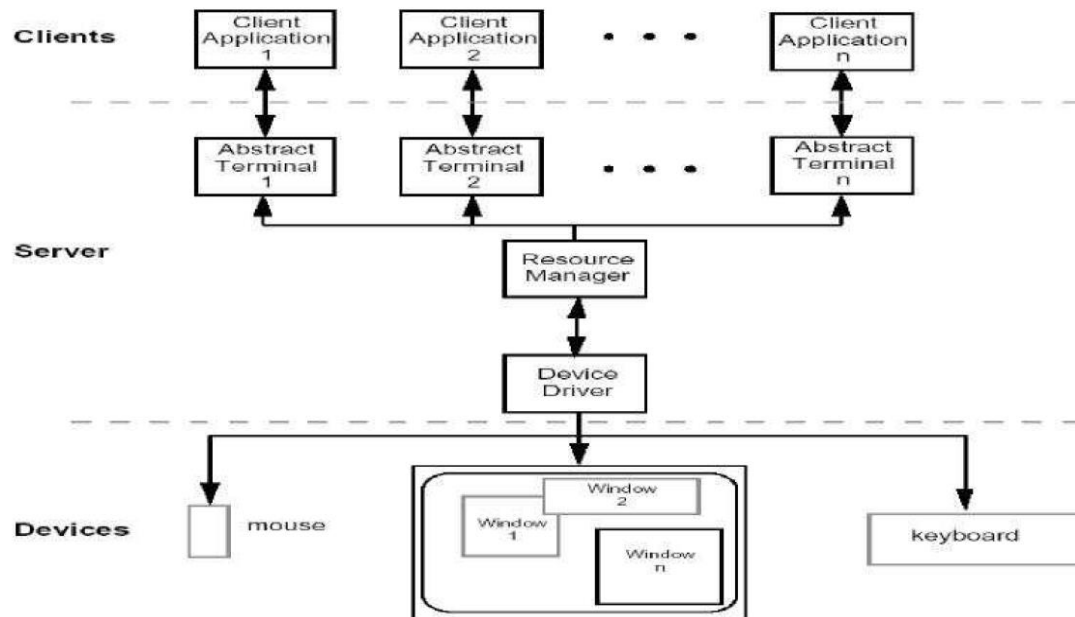 Clients
Client
Application
1
Client
Application
2
Client
Application
n
Abstract
Terminal
1
Abstract
Terminal
2
Abstract
Terminal
n
Server
Resource
Manager
Device
Driver
Devices
mouse
Window
1
Window
2
Window
n
keyboard